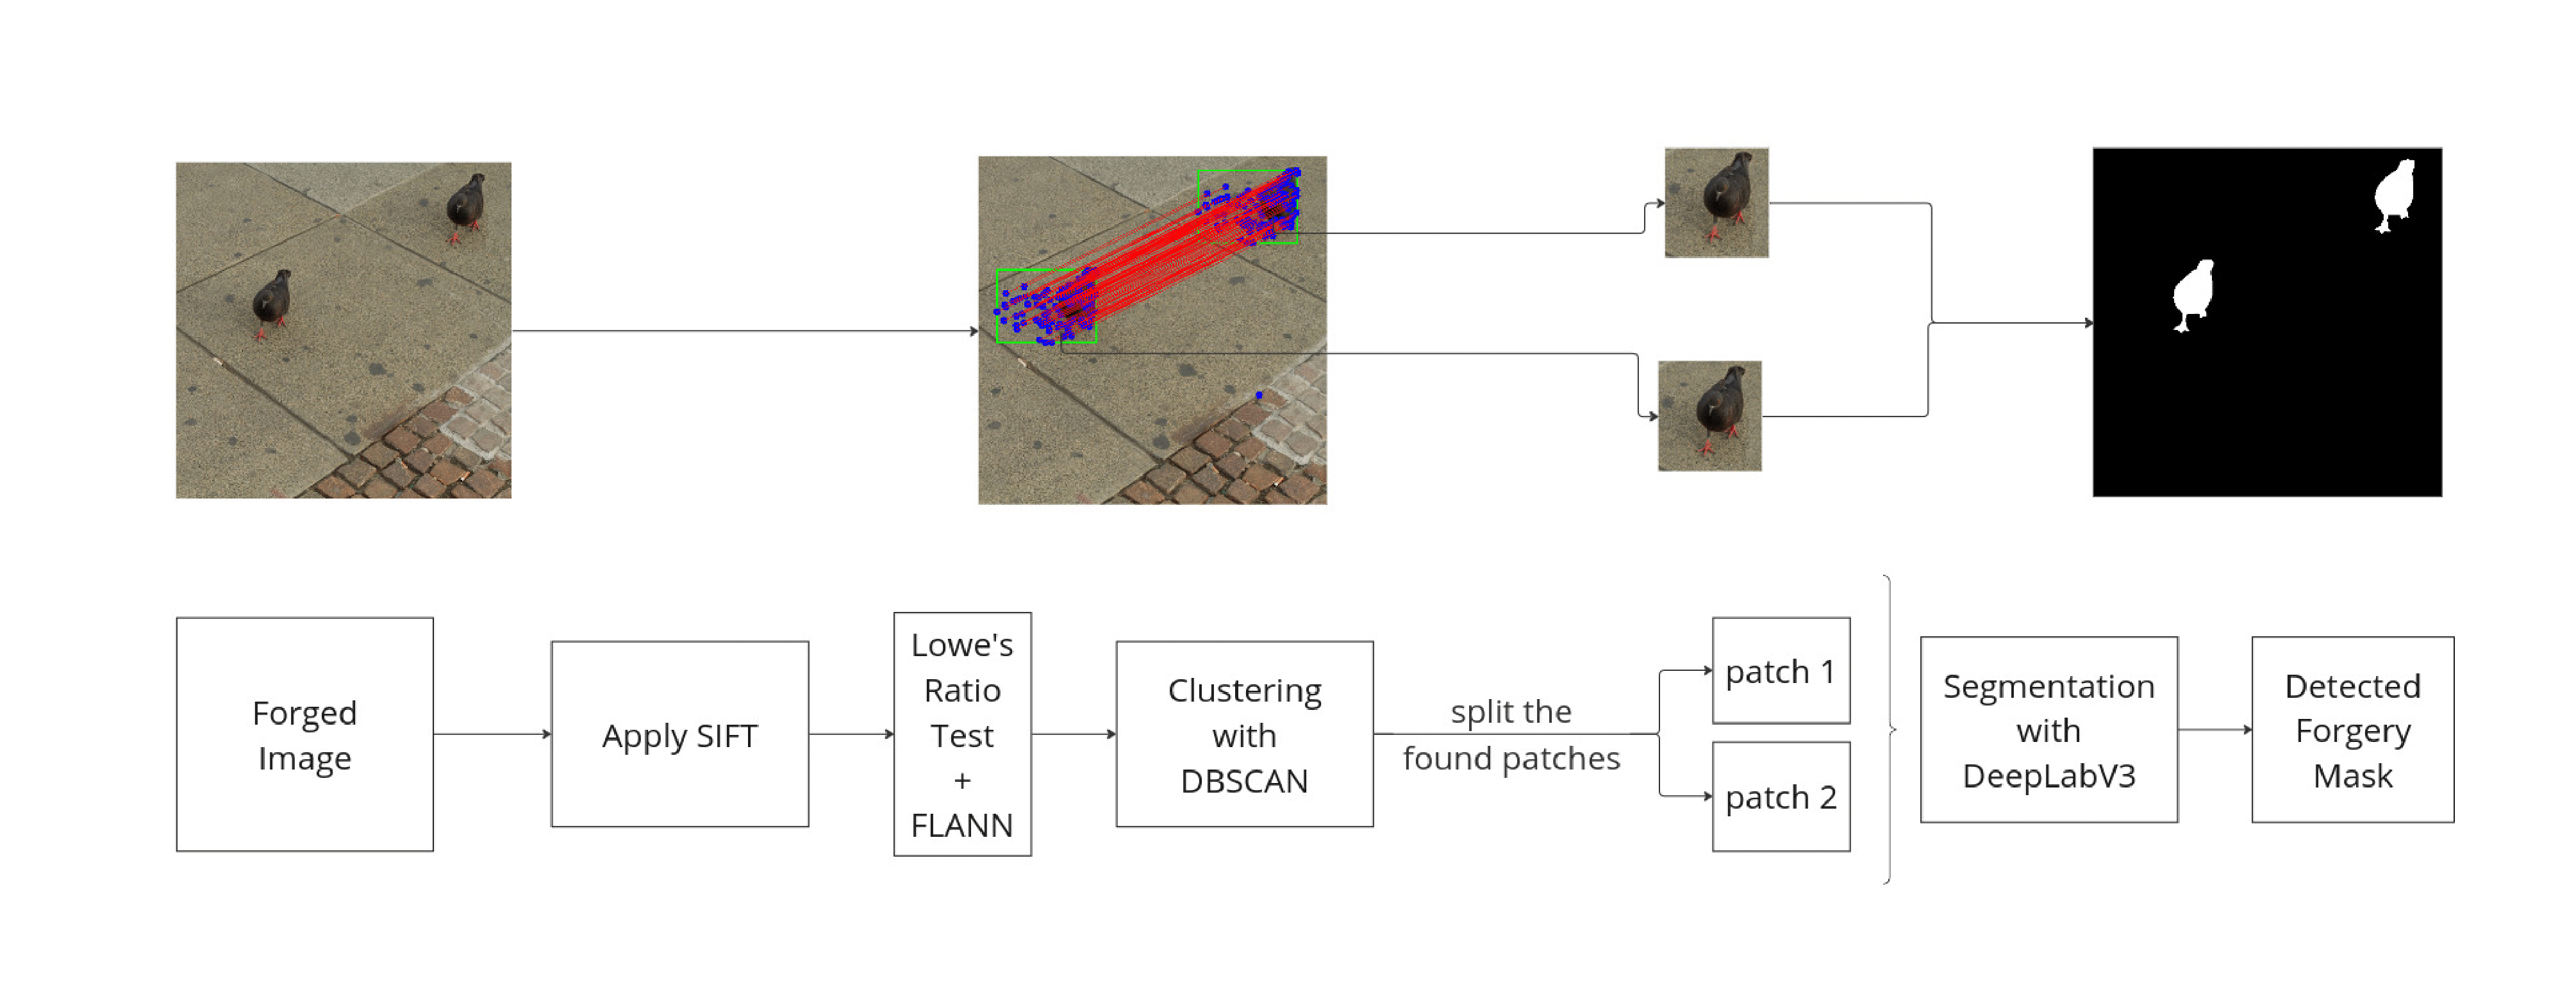 Forged
Image
Apply SIFT
Lowe's
Ratio
Test
+
FLANN
Clustering
with
DBSCAN
split the
found patches
patch 1
patch 2
Segmentation
with
DeepLabV3
Detected
Forgery
Mask